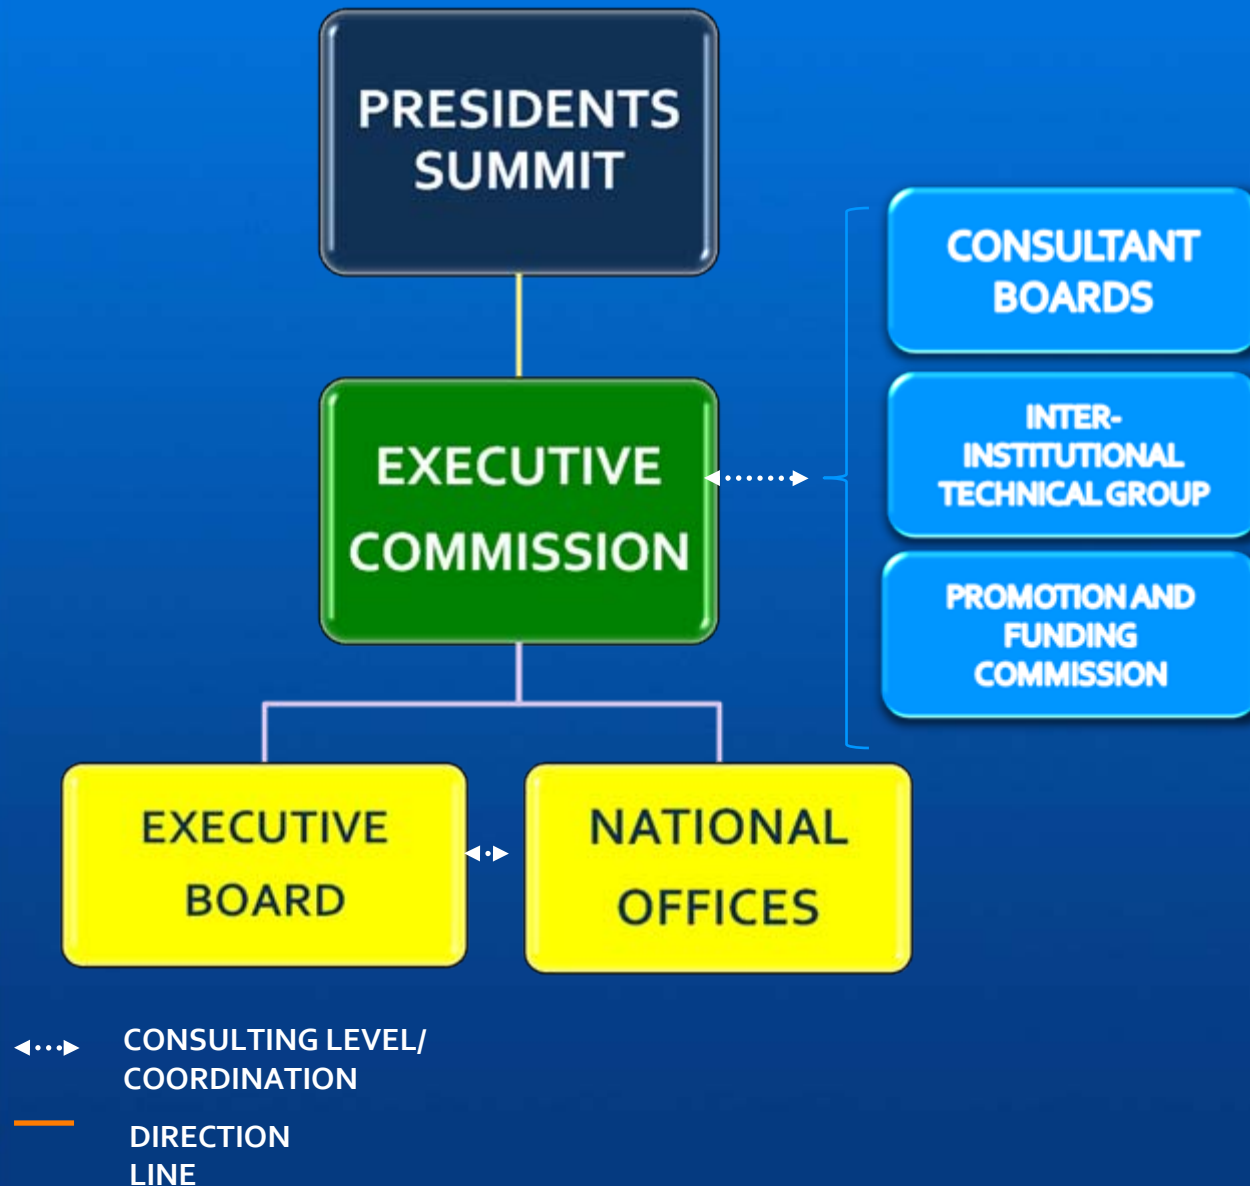 PRESIDENTS
SUMMIT
CONSULTANT
BOARDS
INTER-
INSTITUTIONAL
TECHNICAL GROUP
EXECUTIVE
COMMISSION
PROMOTION AND
FUNDING
COMMISSION
EXECUTIVE
BOARD
NATIONAL
OFFICES
CONSULTING LEVEL/
COORDINATION
DIRECTION
LINE